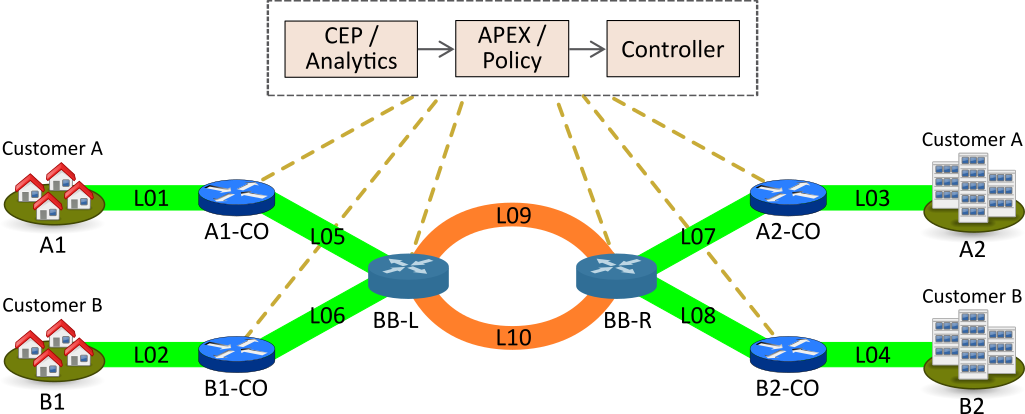 CEP /
Analytics
APEX /
Policy
Controller
Customer A
Customer A
L01
A1-CO
L05
L09
L07
A2-CO
L03
A1
A2
Customer B
Customer B
L06
BB-L
L10
BB-R
L08
L02
B1-CO
B2-CO
L04
B1
B2